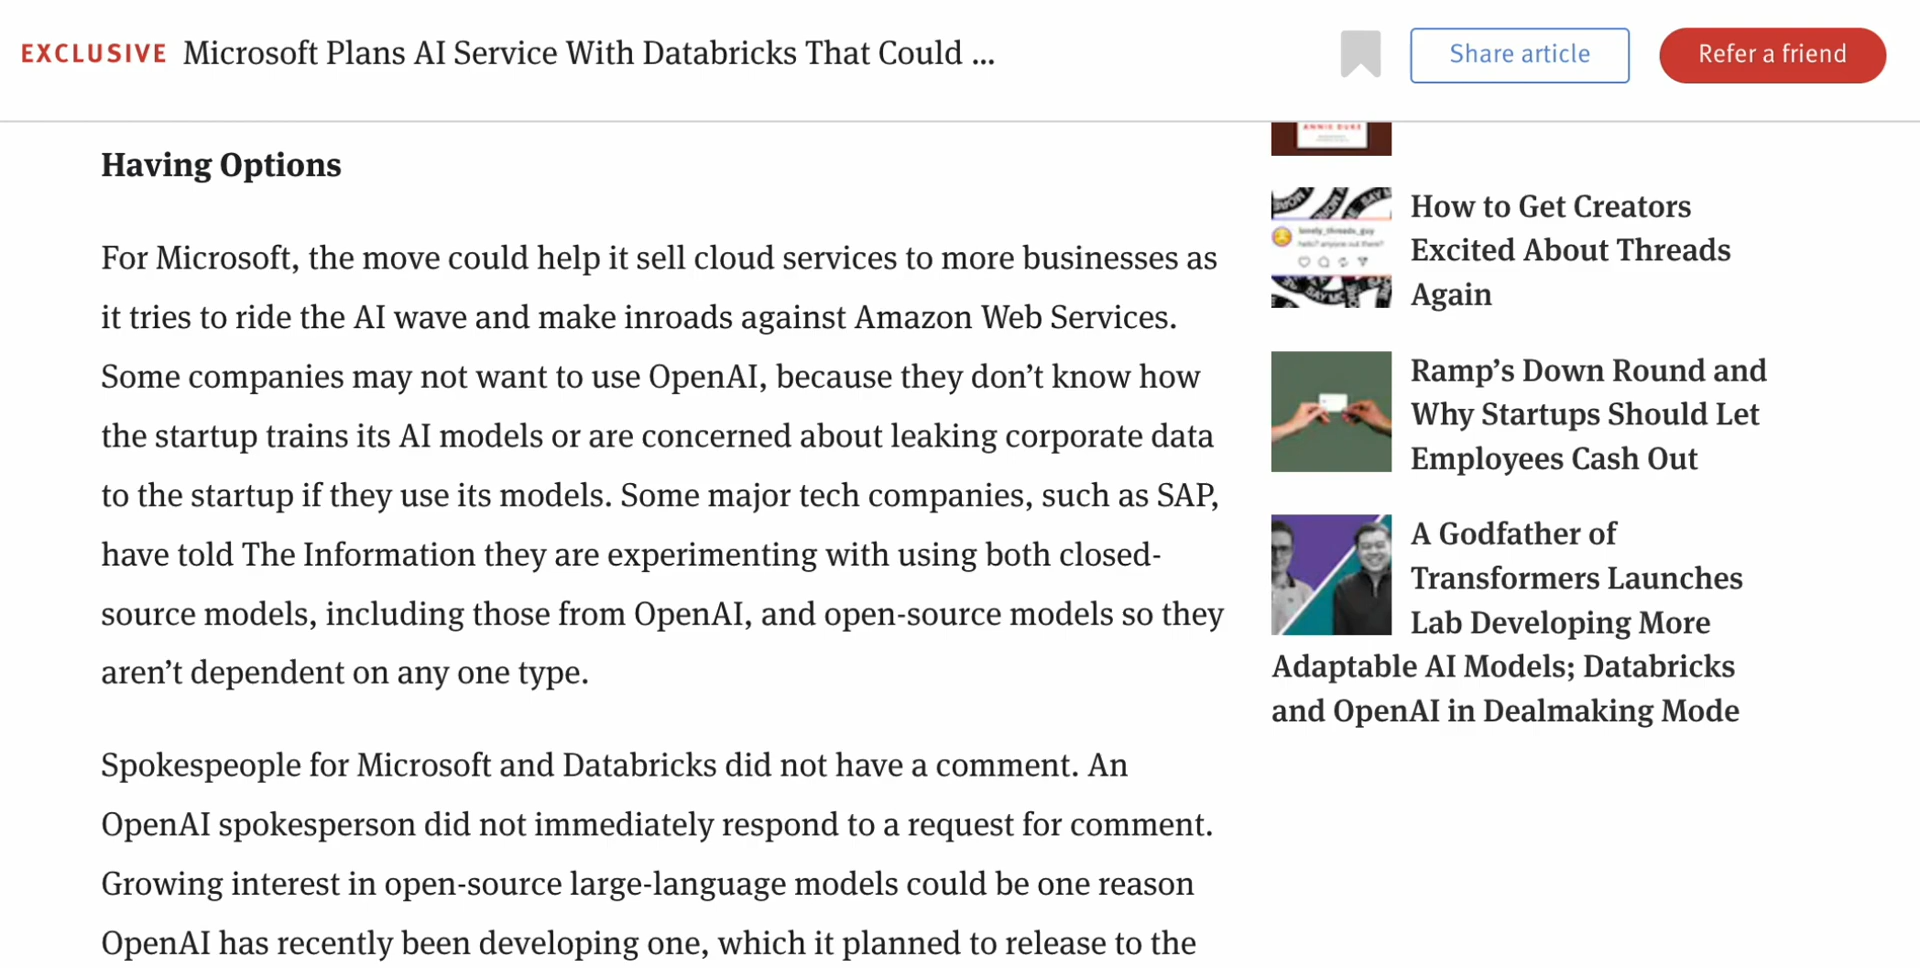 EXCLUSIVE Microsoft Plans AI Service With Databricks That Could ...
Share article
Refer a friend
Having Options
For Microsoft, the move could help it sell cloud services to more businesses as
it tries to ride the AI wave and make inroads against Amazon Web Services.
Some companies may not want to use OpenAI, because they don’t know how
the startup trains its AI models or are concerned about leaking corporate data
to the startup if they use its models. Some major tech companies, such as SAP,
have told The Information they are experimenting with using both closed-
source models, including those from OpenAI, and open-source models so they
aren’t dependent on any one type.
Spokespeople for Microsoft and Databricks did not have a comment. An
OpenAI spokesperson did not immediately respond to a request for comment.
Growing interest in open-source large-language models could be one reason
OpenAI has recently been developing one, which it planned to release to the
ANNIE DUKE
lonely_threads_guy
hello? anyone out there?
How to Get Creators
Excited About Threads
Again
Ramp’s Down Round and
Why Startups Should Let
Employees Cash Out
A Godfather of
Transformers Launches
Lab Developing More
Adaptable AI Models; Databricks
and OpenAI in Dealmaking Mode